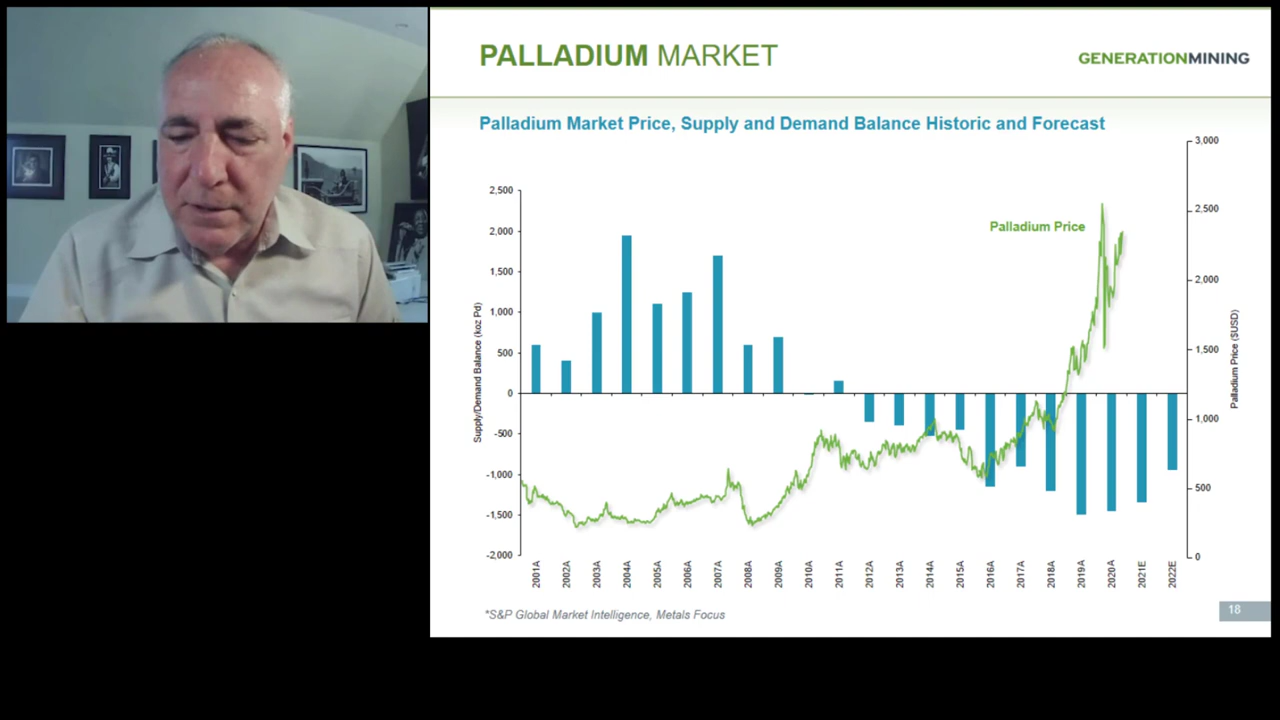 PALLADIUM MARKET
GENERATIONMINING
Palladium Market Price, Supply and Demand Balance Historic and Forecast
3,000
2,500
2,000
1,500
1,000
500
0
-500
-1,000
-1,500
-2,000
Supply/Demand Balance (koz Pd)
Palladium Price
2,500
2,000
1,500
1,000
500
0
Palladium Price ($USD)
2001A
2002A
2003A
2004A
2005A
2006A
2007A
2008A
2009A
2010A
2011A
2012A
2013A
2014A
2015A
2016A
2017A
2018A
2019A
2020A
2021E
2022E
*S&P Global Market Intelligence, Metals Focus
18